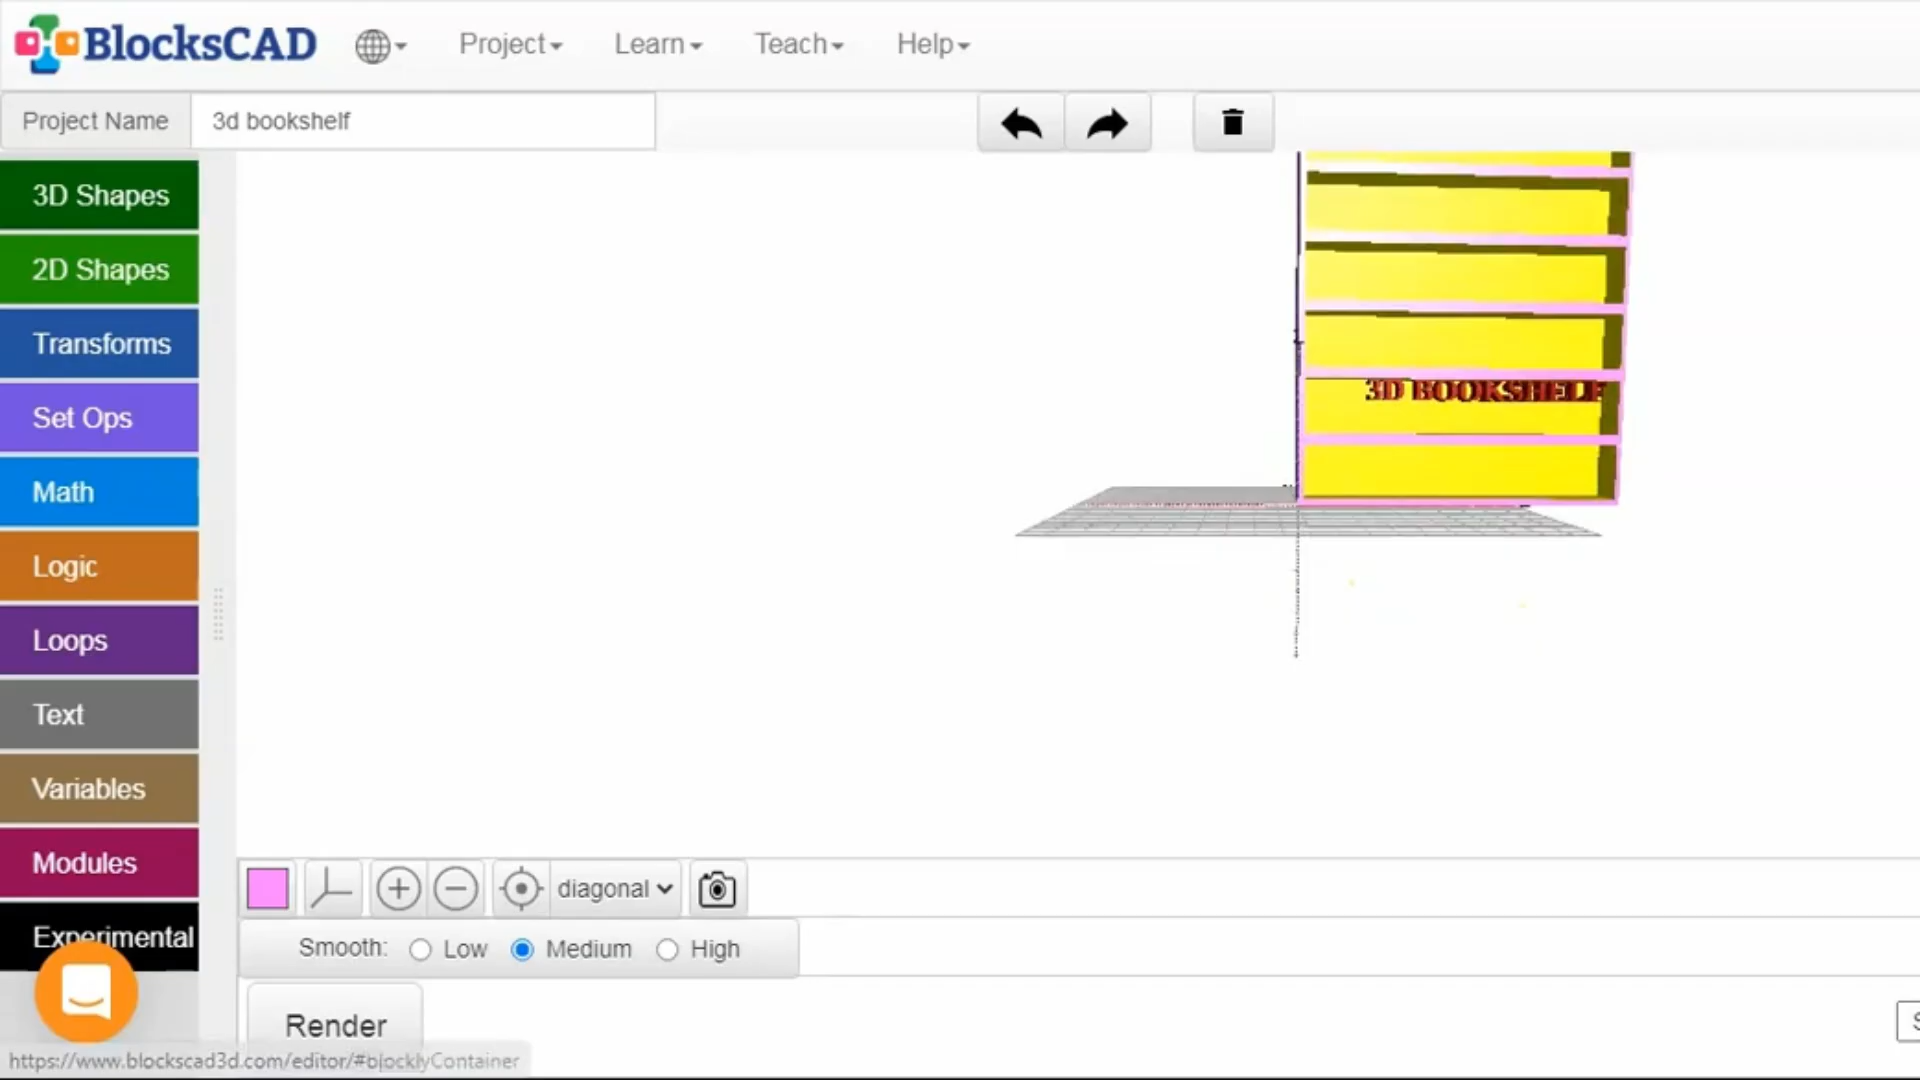 BlocksCAD
Project
Learn
Teach
Help
Project Name
3d bookshelf
3D Shapes
2D Shapes
Transforms
Set Ops
Math
Logic
Loops
Text
Variables
Modules
Experimental
3D BOOKSHELF
diagonal
Smooth: Low Medium High
Render
https://www.blockscad3d.com/editor/#blocklyContainer